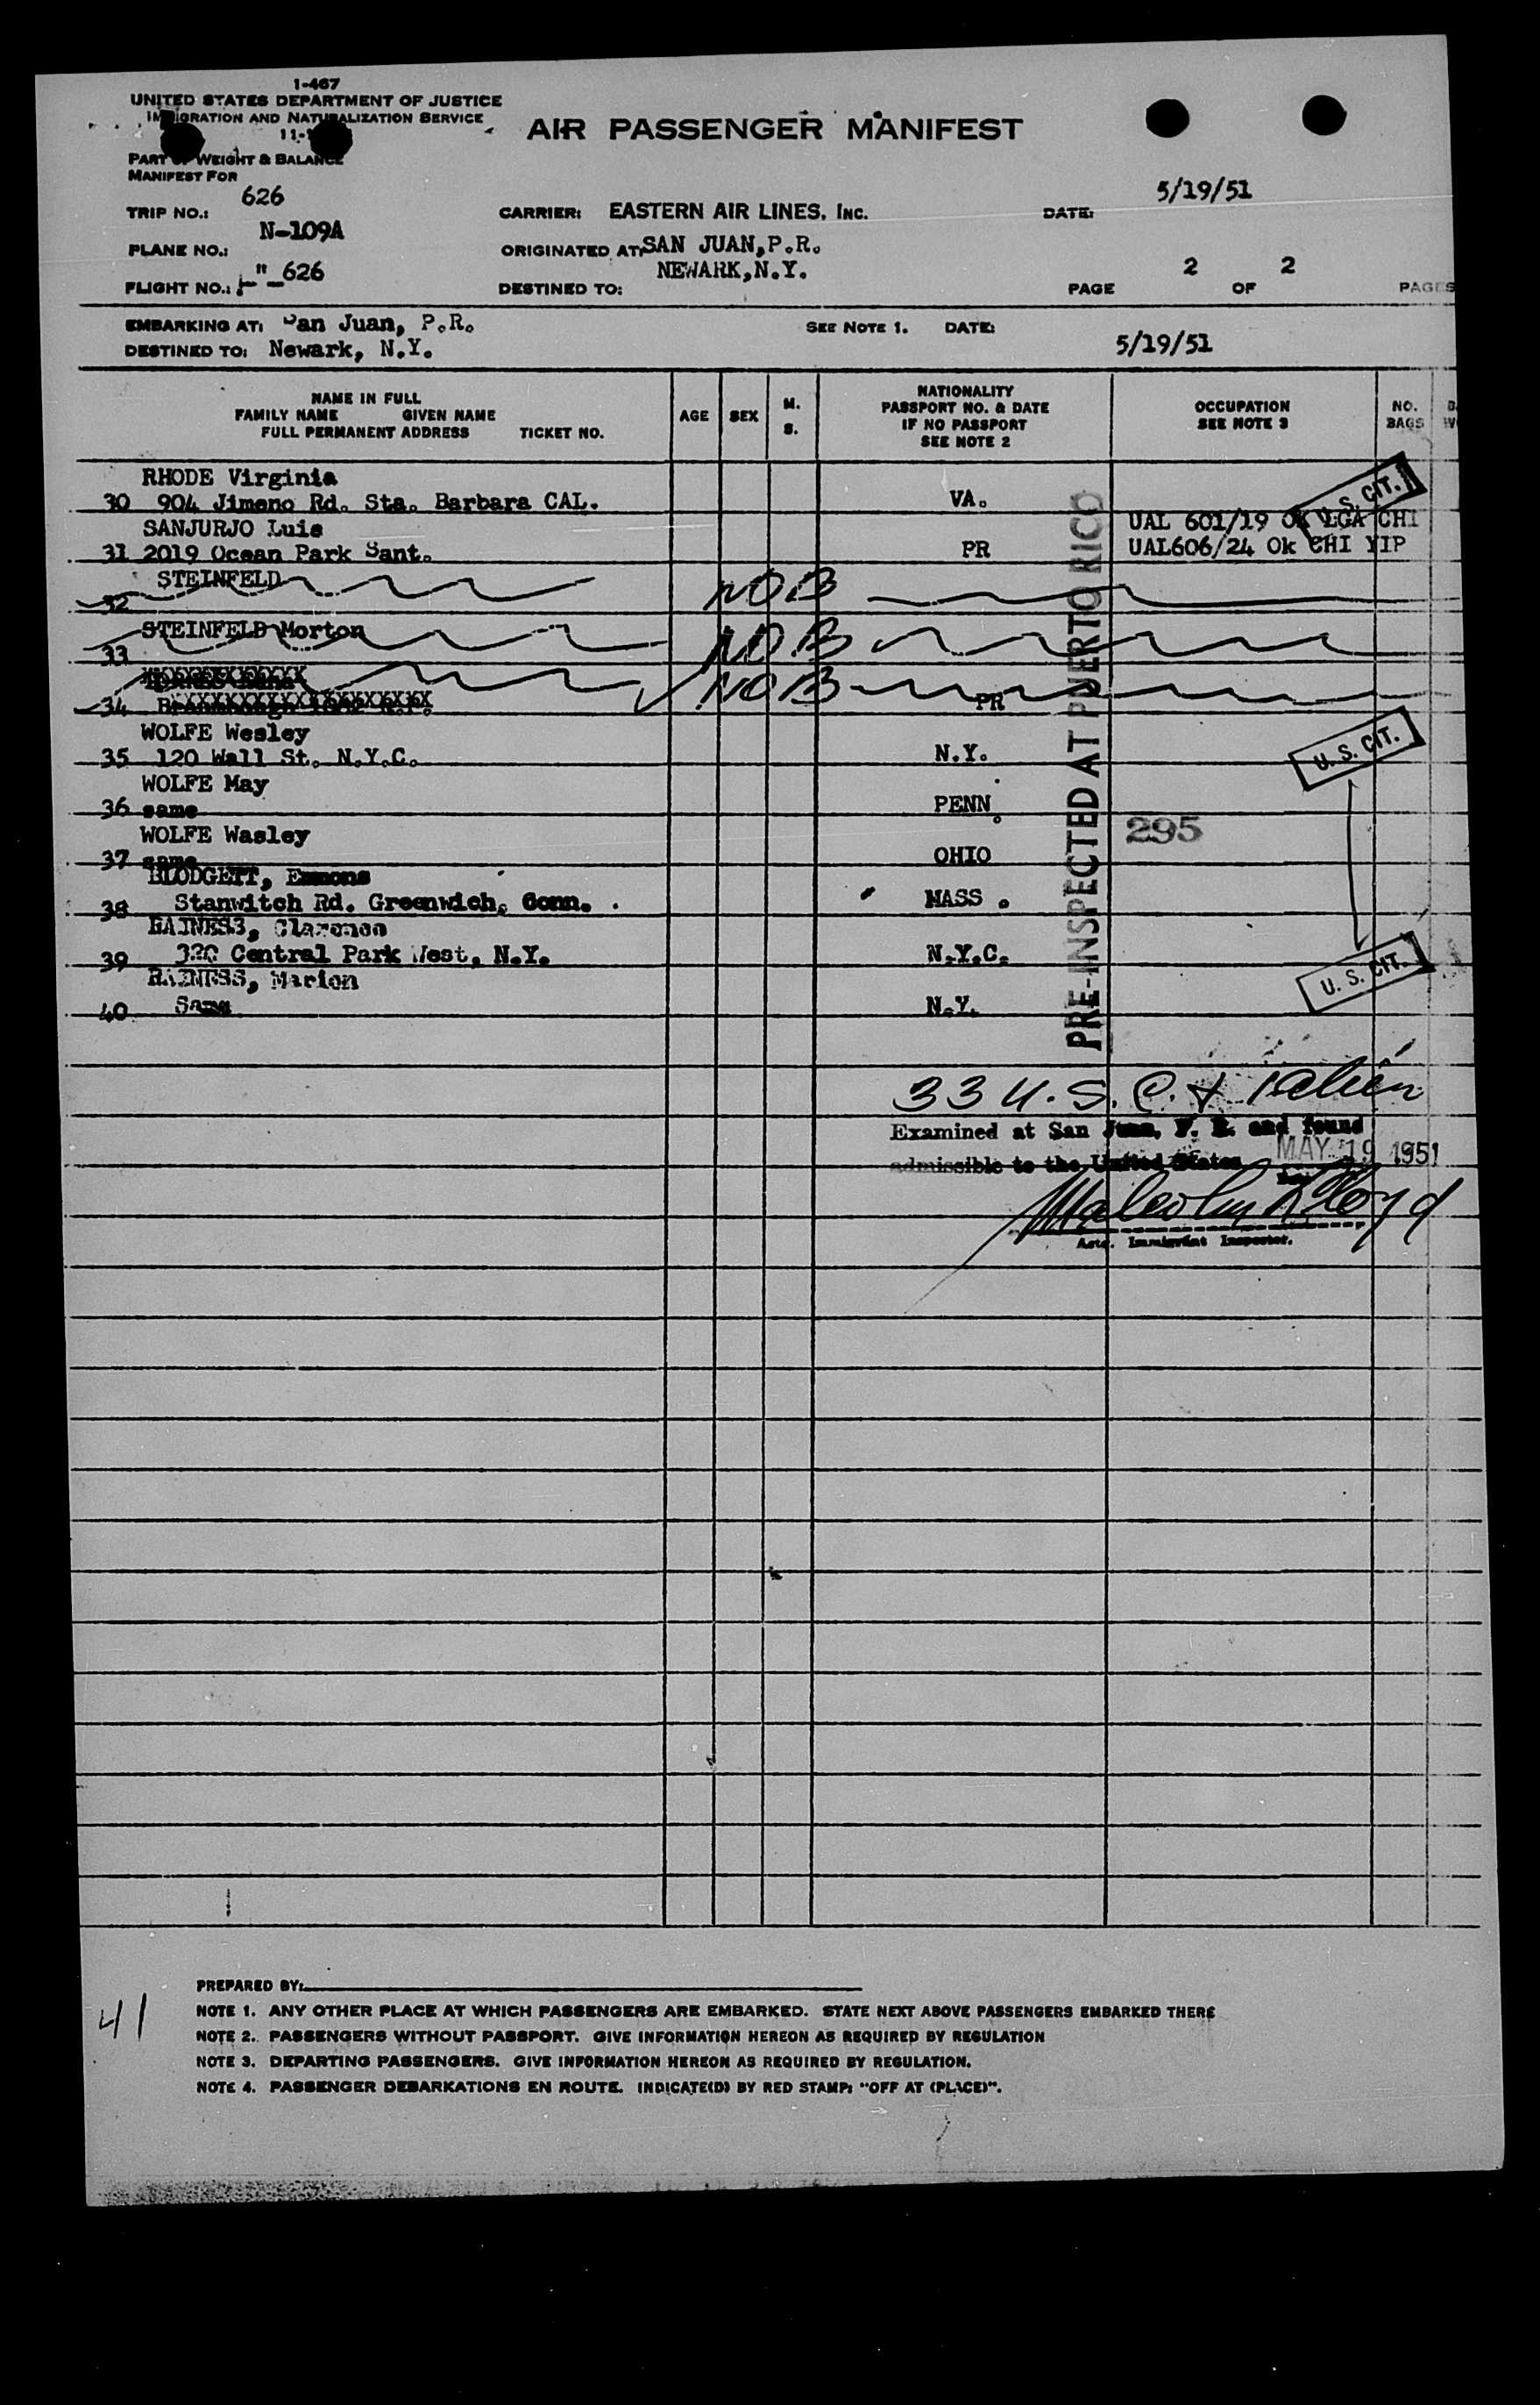 1-467
UNITED STATES DEPARTMENT OF JUSTICE
IMMIGRATION AND NATURALIZATION SERVICE
AIR PASSENGER MANIFEST
PART OF WEIGHT & BALANCE
MANIFEST FOR
TRIP NO.: 626
CARRIER: EASTERN AIR LINES, INC.
DATE: 5/19/51
PLANE NO.: N-109A
ORIGINATED AT: SAN JUAN, P.R.
FLIGHT NO.: "-626
DESTINED TO: NEWARK, N.Y.
PAGE 2 OF 2 PAGES
EMBARKING AT: San Juan, P.R.
SEE NOTE 1. DATE: 5/19/51
DESTINED TO: Newark, N.Y.
NAME IN FULL
FAMILY NAME GIVEN NAME
FULL PERMANENT ADDRESS TICKET NO.
AGE
SEX
M.
S.
NATIONALITY
PASSPORT NO. & DATE
IF NO PASSPORT
SEE NOTE 2
OCCUPATION
SEE NOTE 3
NO.
BAGS
RHODE Virginia
30 904 Jimeno Rd. Sta. Barbara CAL. VA.
U. S. CIT.
SANJURJO Luis UAL 601/19 OK LGA CHI
31 2019 Ocean Park Sant. PR UAL606/24 Ok CHI YIP
STEINFELD
32 NOB
STEINFELD Morton
33 NOB
34 NOB PR
WOLFE Wesley
35 120 Wall St. N.Y.C. N.Y.
U. S. CIT.
WOLFE May
36 same PENN.
WOLFE Wasley 295
37 same OHIO
BLODGETT, Emmons
38 Stanwitch Rd. Greenwich, Conn. MASS.
HAINESS, Clarence
39 320 Central Park West, N.Y. N.Y.C.
U. S. CIT.
HAINESS, Marion
40 Same N.Y.
PRE-INSPECTED AT PUERTO RICO
33 U.S.C. & 1 alien
Examined at San Juan, P. R. and found
admissible to the United States MAY 19 1951
Malcolm Lloyd
Actg. Immigrant Inspector.
PREPARED BY:
41
NOTE 1. ANY OTHER PLACE AT WHICH PASSENGERS ARE EMBARKED. STATE NEXT ABOVE PASSENGERS EMBARKED THERE
NOTE 2. PASSENGERS WITHOUT PASSPORT. GIVE INFORMATION HEREON AS REQUIRED BY REGULATION
NOTE 3. DEPARTING PASSENGERS. GIVE INFORMATION HEREON AS REQUIRED BY REGULATION.
NOTE 4. PASSENGER DEBARKATIONS EN ROUTE. INDICATE(D) BY RED STAMP: "OFF AT (PLACE)".